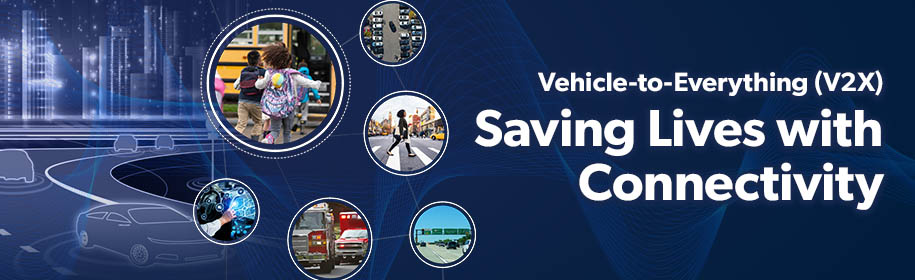 Vehicle-to-Everything (V2X)
Saving Lives with
Connectivity